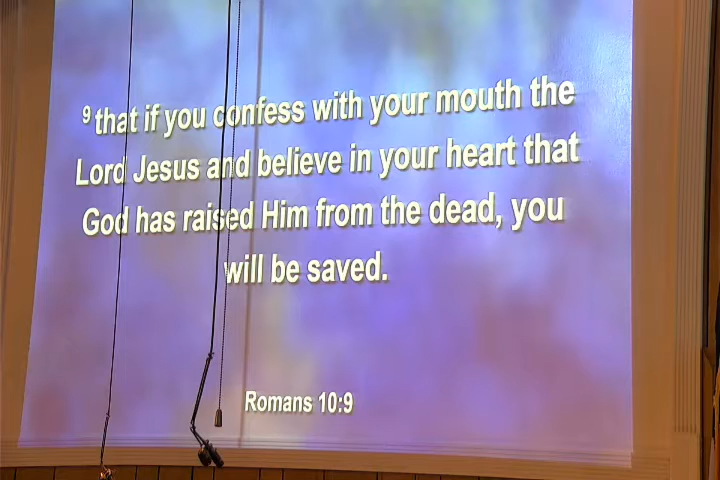 9 that if you confess with your mouth the
Lord Jesus and believe in your heart that
God has raised Him from the dead, you
will be saved.
Romans 10:9